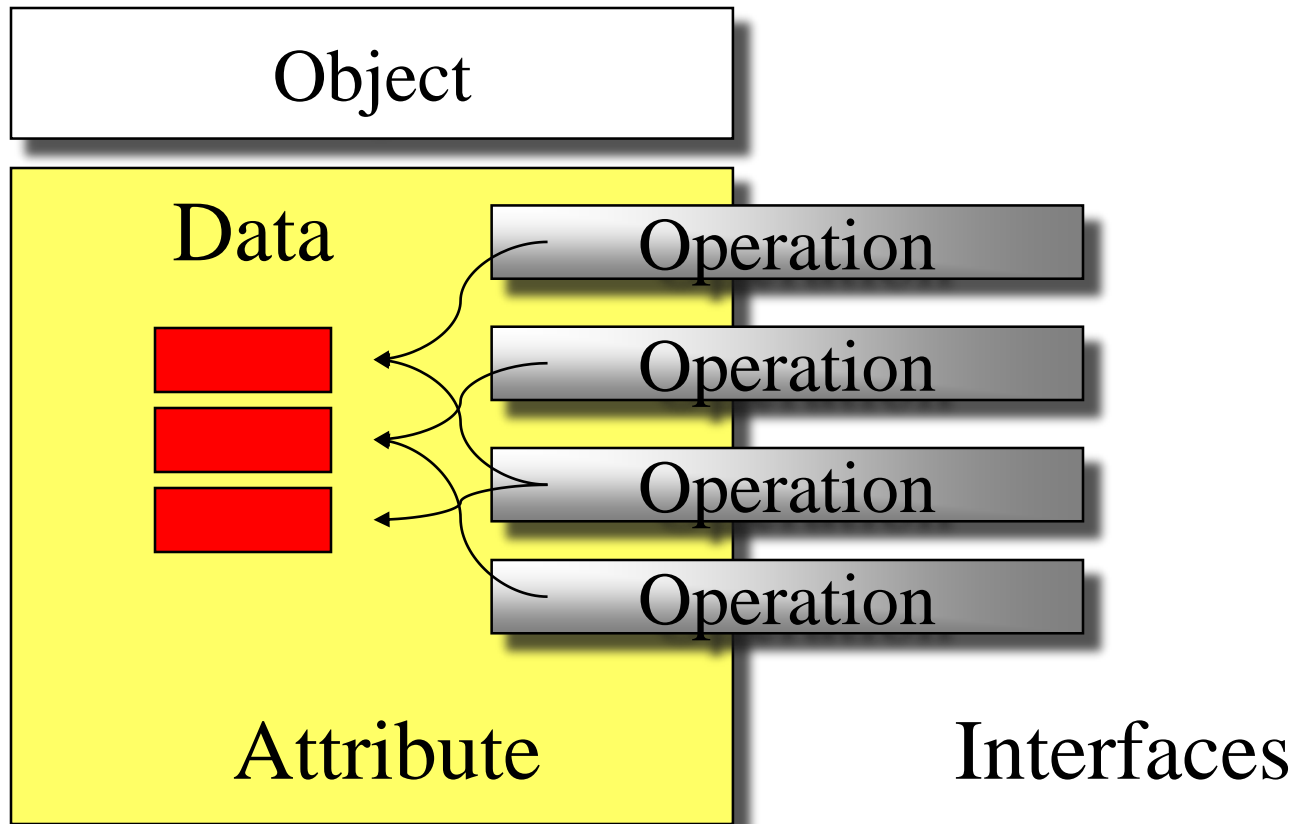 Object
Data
Operation
Operation
Operation
Operation
Attribute
Interfaces